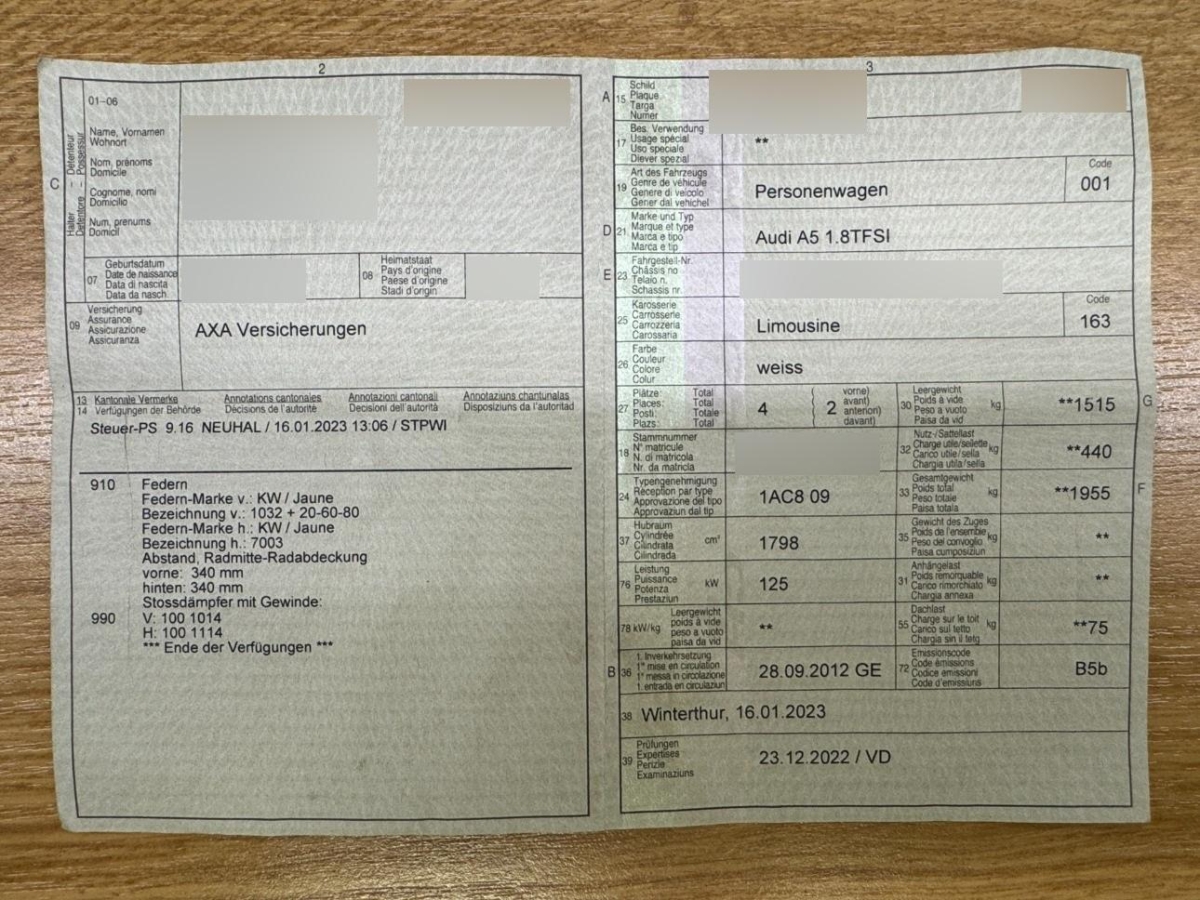 2
01-06
C
Halter - Détenteur
Detentore - Possessur
Name, Vornamen
Wohnort
Nom, prénoms
Domicile
Cognome, nomi
Domicilio
Num, prenums
Domicil
07
Geburtsdatum
Date de naissance
Data di nascita
Data da nasch
08
Heimatstaat
Pays d'origine
Paese d'origine
Stadi d'origin
09
Versicherung
Assurance
Assicurazione
Assicuranza
AXA Versicherungen
13 Kantonale Vermerke Annotations cantonales Annotazioni cantonali Annotaziuns chantunalas
14 Verfügungen der Behörde Décisions de l'autorité Decisioni dell'autorità Disposiziuns da l'autoritad
Steuer-PS 9.16 NEUHAL / 16.01.2023 13:06 / STPWI
910 Federn
Federn-Marke v.: KW / Jaune
Bezeichnung v.: 1032 + 20-60-80
Federn-Marke h.: KW / Jaune
Bezeichnung h.: 7003
Abstand, Radmitte-Radabdeckung
vorne: 340 mm
hinten: 340 mm
Stossdämpfer mit Gewinde:
990 V: 100 1014
H: 100 1114
*** Ende der Verfügungen ***
3
A 15
Schild
Plaque
Targa
Numer
17
Bes. Verwendung
Usage spécial
Uso speciale
Diever spezial
**
19
Art des Fahrzeugs
Genre de véhicule
Genere di veicolo
Gener dal vehichel
Personenwagen
Code
001
D 21
Marke und Typ
Marque et type
Marca e tipo
Marca e tip
Audi A5 1.8TFSI
E 23
Fahrgestell-Nr.
Châssis no
Telaio n.
Schassis nr.
25
Karosserie
Carrosserie
Carrozzeria
Carossaria
Limousine
Code
163
26
Farbe
Couleur
Colore
Colur
weiss
27
Plätze: Total
Places: Total
Posti: Totale
Plazs: Total
4
2
vorne)
avant)
anteriori)
davant)
30
Leergewicht
Poids à vide
Peso a vuoto
Paisa da vid
kg
**1515
G
18
Stammnummer
N° matricule
N. di matricola
Nr. da matricla
32
Nutz-/Sattellast
Charge utile/sellette
Carico utile/sella
Chargia utila/sella
kg
**440
24
Typengenehmigung
Réception par type
Approvazione del tipo
Approvaziun dal tip
1AC8 09
33
Gesamtgewicht
Poids total
Peso totale
Paisa totala
kg
**1955
F
37
Hubraum
Cylindrée
Cilindrata
Cilindrada
cm³
1798
35
Gewicht des Zuges
Poids de l'ensemble
Peso del convoglio
Paisa cumposiziun
kg
**
76
Leistung
Puissance
Potenza
Prestaziun
kW
125
31
Anhängelast
Poids remorquable
Carico rimorchiato
Chargia annexa
kg
**
78 kW/kg
Leergewicht
poids à vide
peso a vuoto
paisa da vid
**
55
Dachlast
Charge sur le toit
Carico sul tetto
Chargia sin il tetg
kg
**75
B 36
1. Inverkehrsetzung
1re mise en circulation
1a messa in circolazione
1. entrada en circulaziun
28.09.2012 GE
72
Emissionscode
Code émissions
Codice emissioni
Code d'emissiuns
B5b
38 Winterthur, 16.01.2023
39
Prüfungen
Expertises
Perizie
Examinaziuns
23.12.2022 / VD